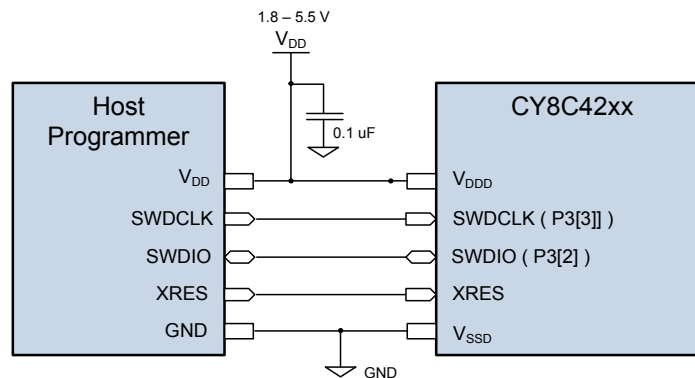 1.8 – 5.5 V
VDD
Host
Programmer
CY8C42xx
0.1 uF
VDD
VDDD
SWDCLK
SWDCLK ( P3[3]] )
SWDIO
SWDIO ( P3[2] )
XRES
XRES
GND
VSSD
GND